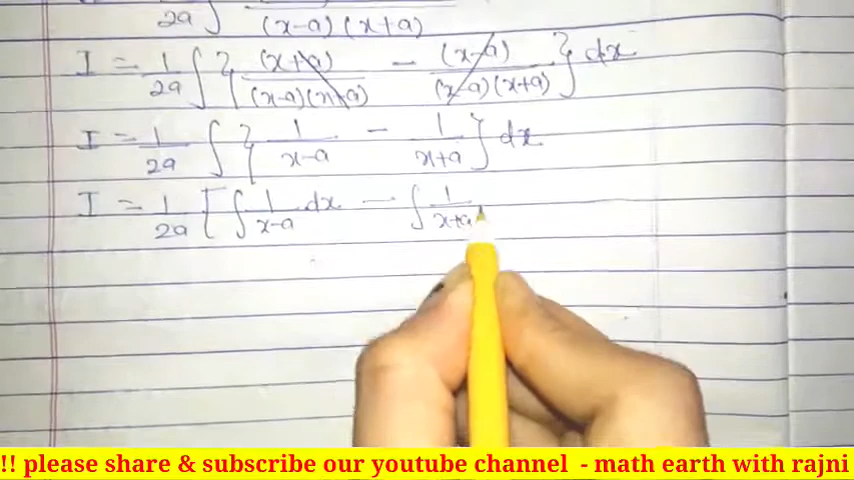 2a ∫ (x-a)(x+a)
I = 1/2a ∫ { (x+a)/(x-a)(x+a) - (x-a)/(x-a)(x+a) } dx
I = 1/2a ∫ { 1/x-a - 1/x+a } dx
I = 1/2a [ ∫ 1/x-a dx - ∫ 1/x+a
!! please share & subscribe our youtube channel - math earth with rajni